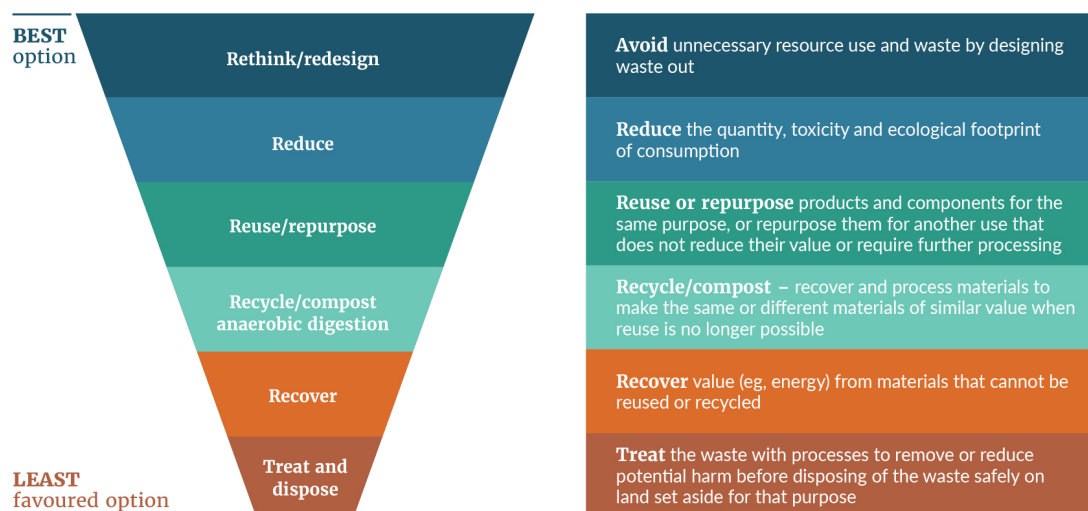 BEST
option
Rethink/redesign
Avoid unnecessary resource use and waste by designing
waste out
Reduce
Reduce the quantity, toxicity and ecological footprint
of consumption
Reuse/repurpose
Reuse or repurpose products and components for the
same purpose, or repurpose them for another use that
does not reduce their value or require further processing
Recycle/compost
anaerobic digestion
Recycle/compost – recover and process materials to
make the same or different materials of similar value when
reuse is no longer possible
Recover
Recover value (eg, energy) from materials that cannot be
reused or recycled
LEAST
favoured option
Treat and
dispose
Treat the waste with processes to remove or reduce
potential harm before disposing of the waste safely on
land set aside for that purpose